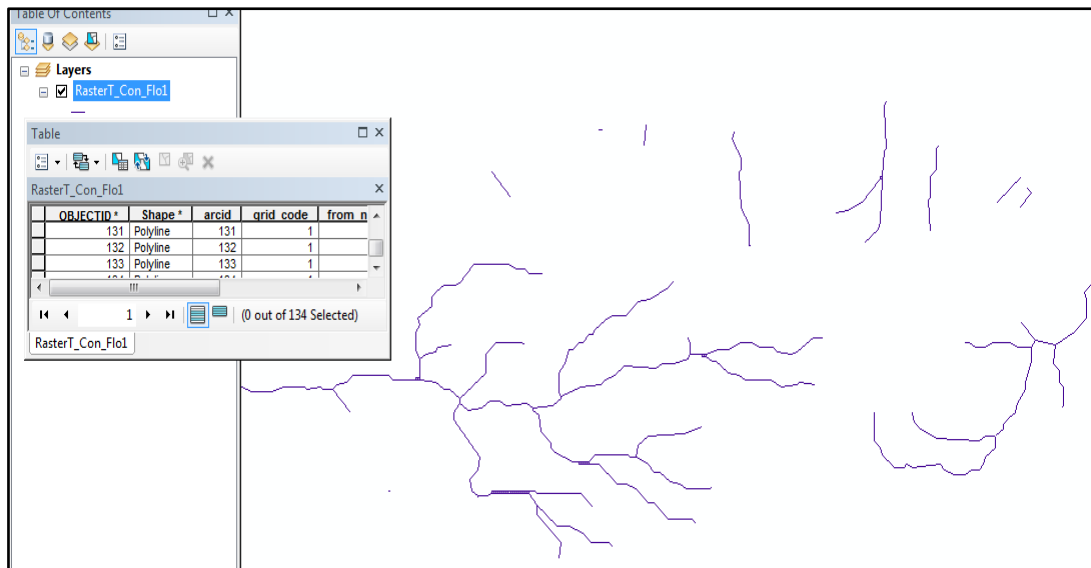 Table Of Contents
Layers
RasterT_Con_Flo1
Table
RasterT_Con_Flo1
OBJECTID * Shape * arcid grid_code from_n
131 Polyline 131 1
132 Polyline 132 1
133 Polyline 133 1
1 (0 out of 134 Selected)
RasterT_Con_Flo1